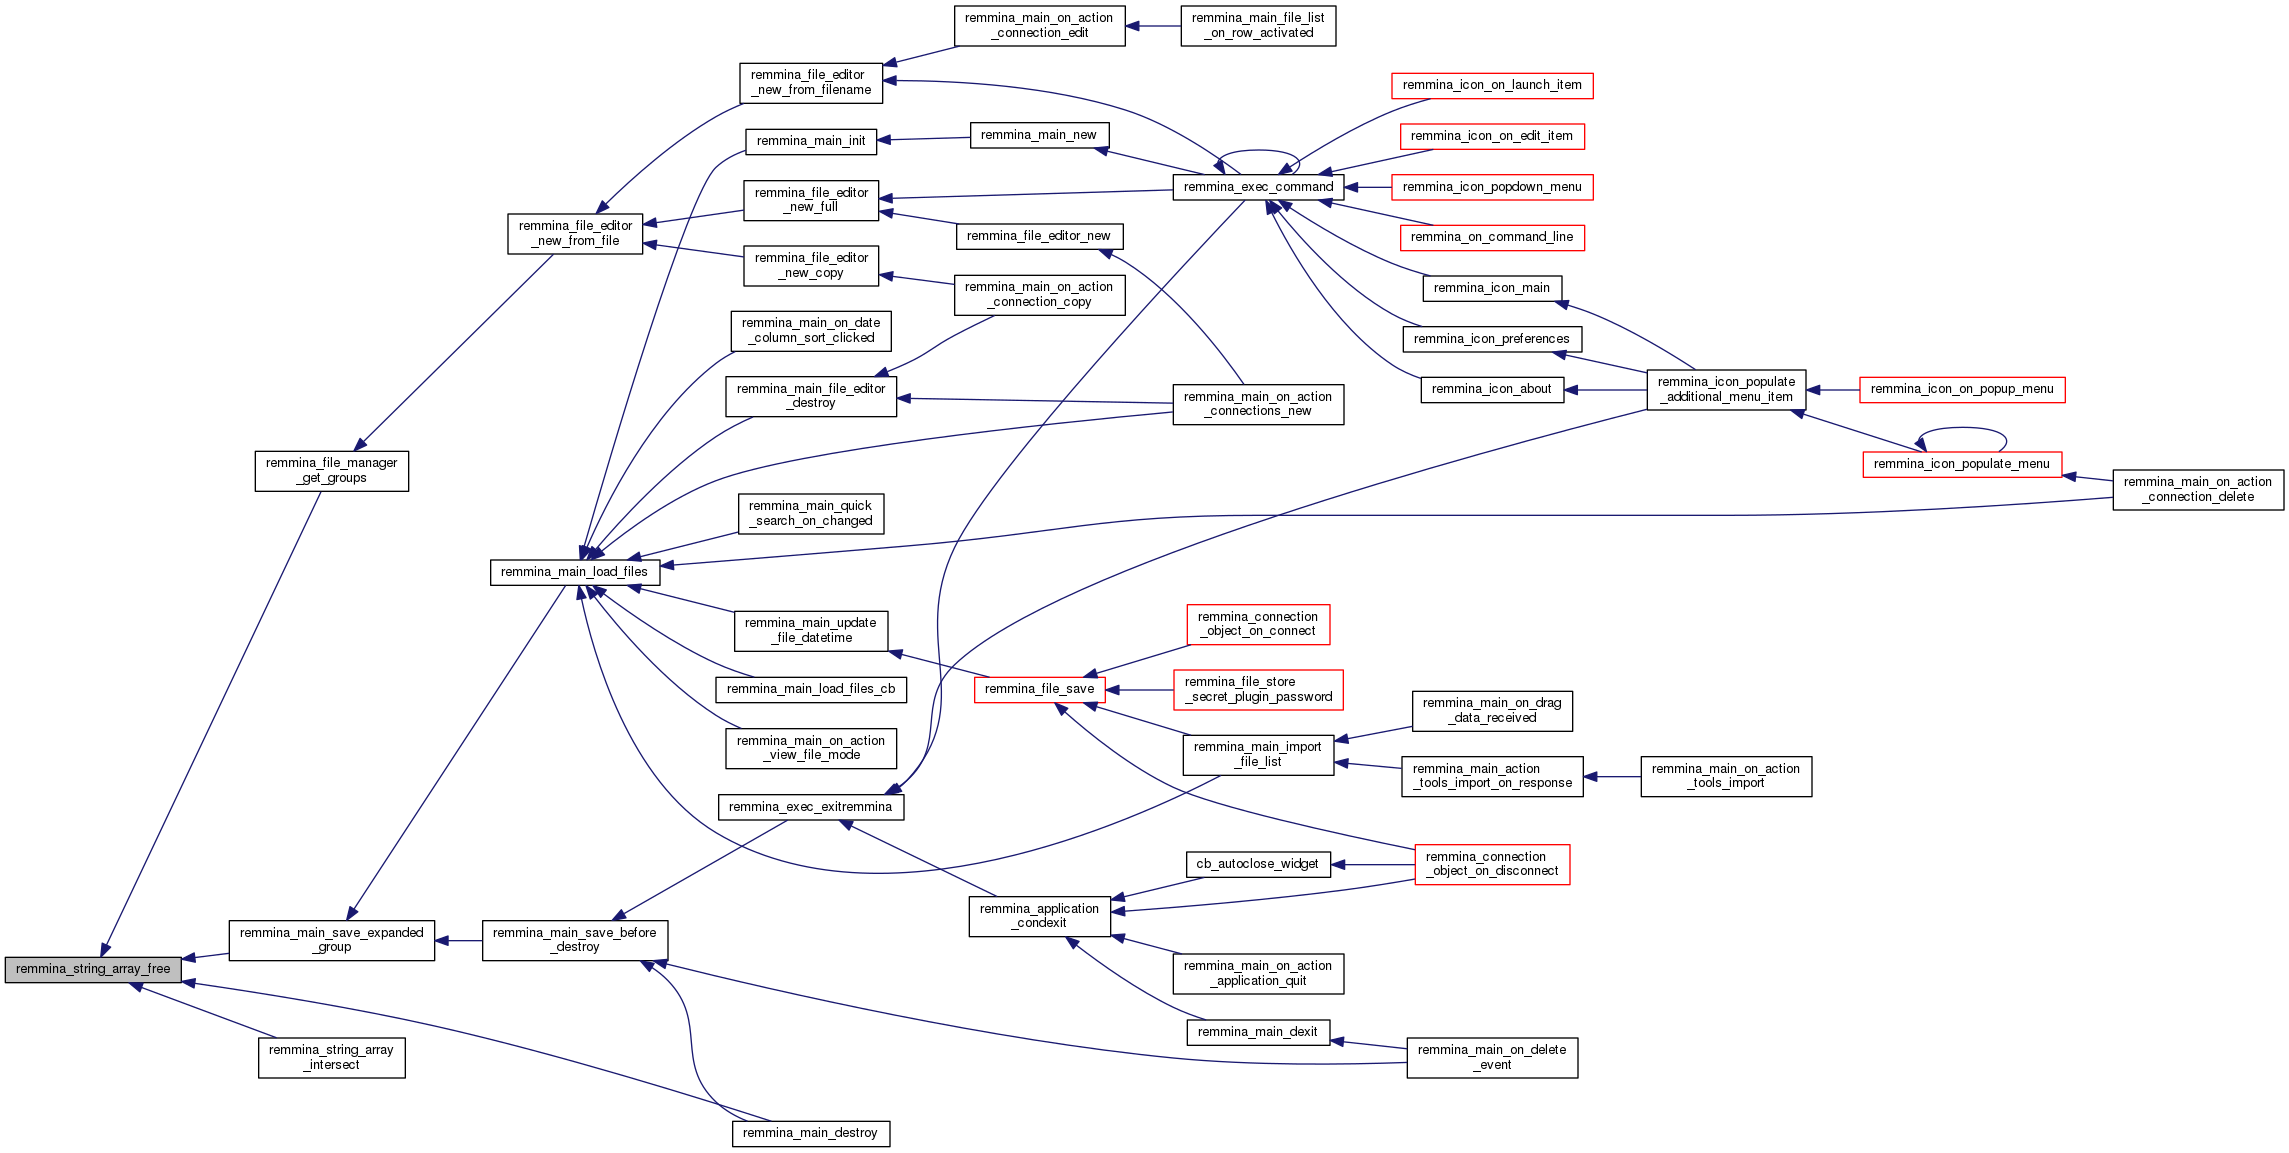 remmina_main_on_action
_connection_edit
remmina_main_file_list
_on_row_activated
remmina_file_editor
_new_from_filename
remmina_icon_on_launch_item
remmina_main_init
remmina_main_new
remmina_icon_on_edit_item
remmina_exec_command
remmina_icon_popdown_menu
remmina_file_editor
_new_full
remmina_file_editor
_new_from_file
remmina_file_editor_new
remmina_on_command_line
remmina_file_editor
_new_copy
remmina_main_on_action
_connection_copy
remmina_icon_main
remmina_main_on_date
_column_sort_clicked
remmina_icon_preferences
remmina_main_file_editor
_destroy
remmina_main_on_action
_connections_new
remmina_icon_about
remmina_icon_populate
_additional_menu_item
remmina_icon_on_popup_menu
remmina_file_manager
_get_groups
remmina_icon_populate_menu
remmina_main_on_action
_connection_delete
remmina_main_quick
_search_on_changed
remmina_main_load_files
remmina_main_update
_file_datetime
remmina_connection
_object_on_connect
remmina_main_load_files_cb
remmina_file_save
remmina_file_store
_secret_plugin_password
remmina_main_on_drag
_data_received
remmina_main_on_action
_view_file_mode
remmina_main_import
_file_list
remmina_main_action
_tools_import_on_response
remmina_main_on_action
_tools_import
remmina_exec_exitremmina
cb_autoclose_widget
remmina_connection
_object_on_disconnect
remmina_application
_condexit
remmina_main_save_expanded
_group
remmina_main_save_before
_destroy
remmina_string_array_free
remmina_main_on_action
_application_quit
remmina_main_dexit
remmina_string_array
_intersect
remmina_main_on_delete
_event
remmina_main_destroy